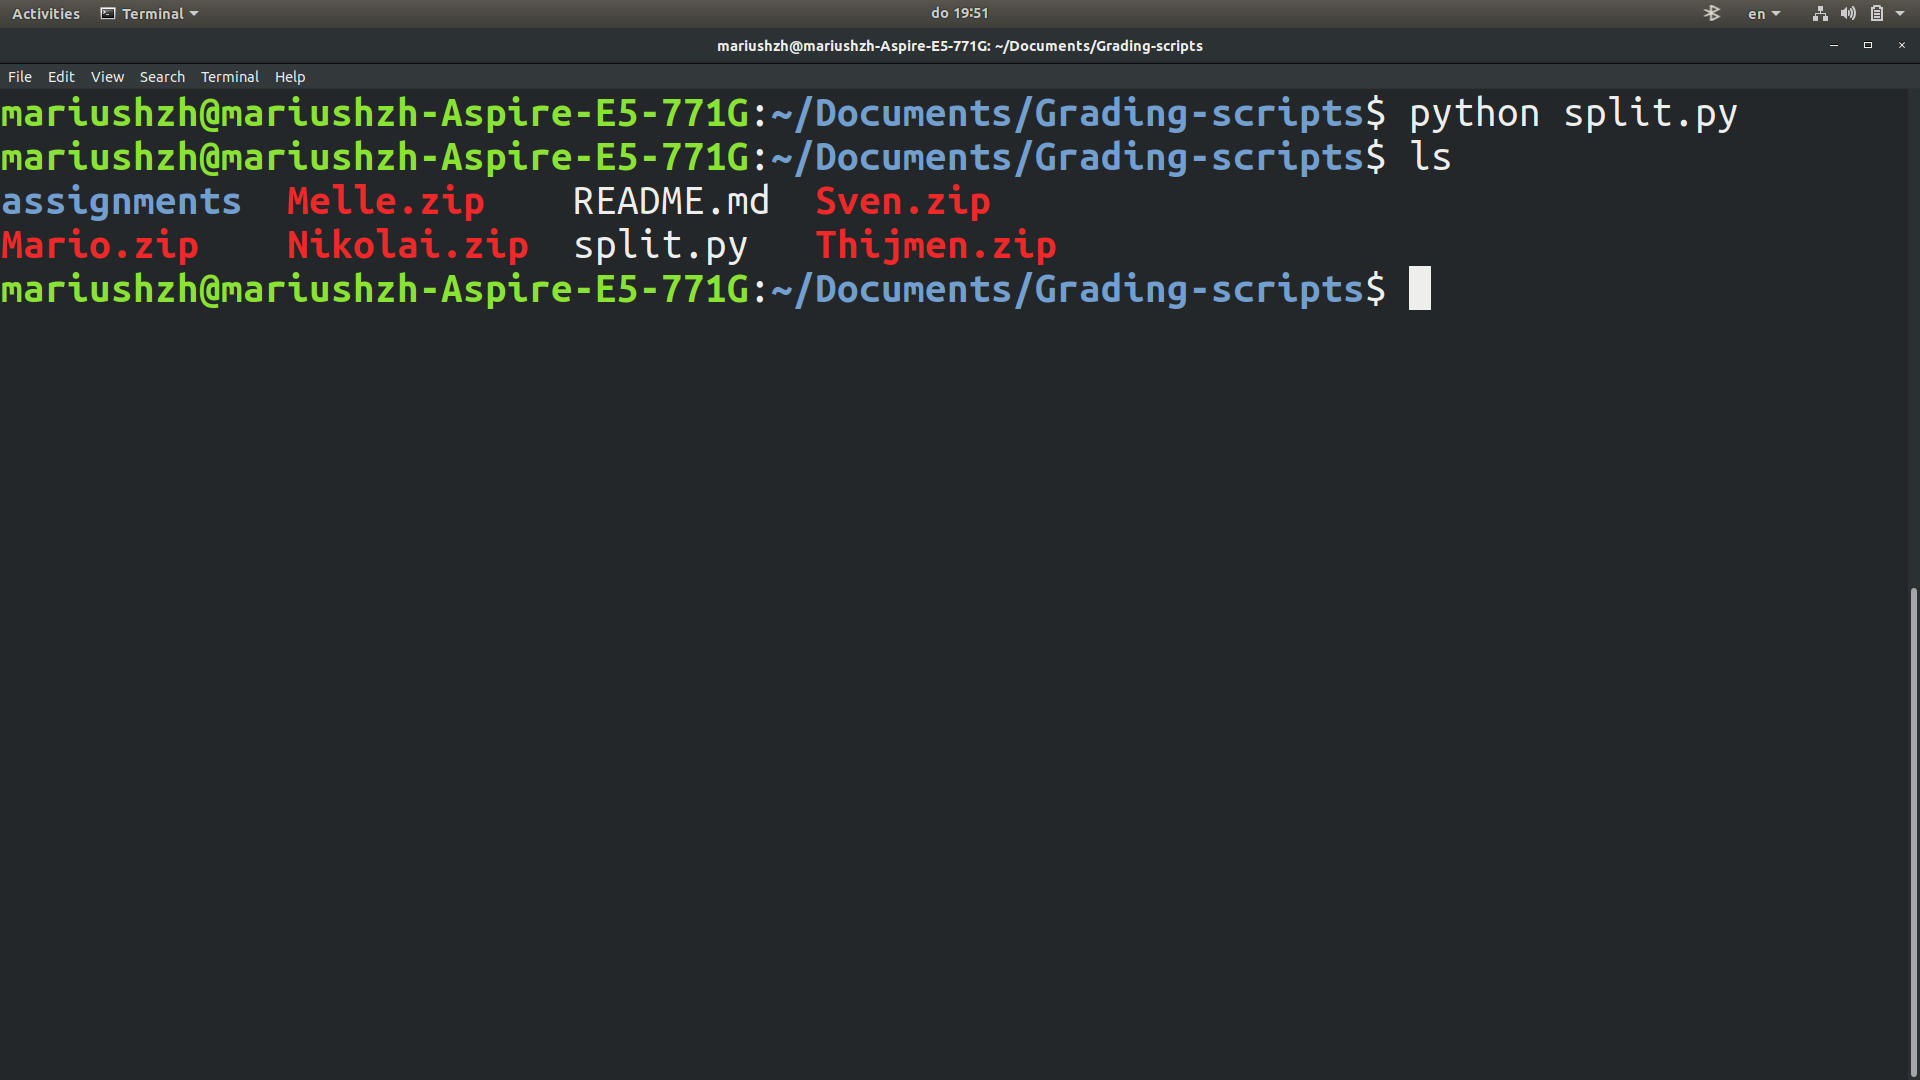 Activities Terminal do 19:51 en
mariushzh@mariushzh-Aspire-E5-771G: ~/Documents/Grading-scripts
File Edit View Search Terminal Help
mariushzh@mariushzh-Aspire-E5-771G:~/Documents/Grading-scripts$ python split.py
mariushzh@mariushzh-Aspire-E5-771G:~/Documents/Grading-scripts$ ls
assignments Melle.zip README.md Sven.zip
Mario.zip Nikolai.zip split.py Thijmen.zip
mariushzh@mariushzh-Aspire-E5-771G:~/Documents/Grading-scripts$